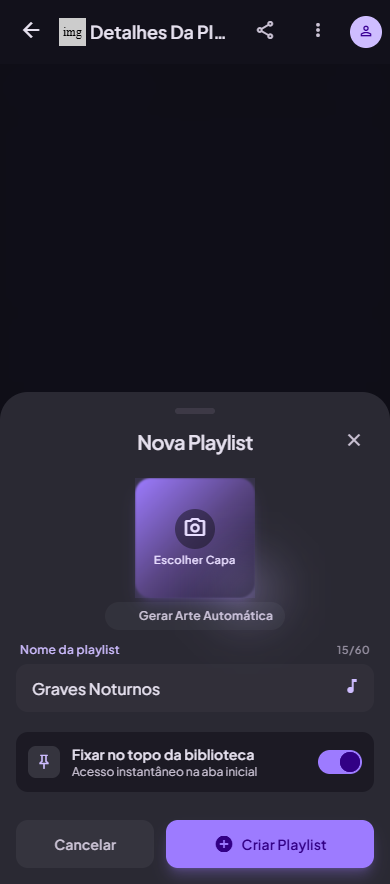 img Detalhes Da Pl...
Nova Playlist
Escolher Capa
Gerar Arte Automática
Nome da playlist 15/60
Graves Noturnos
Fixar no topo da biblioteca
Acesso instantâneo na aba inicial
Cancelar Criar Playlist